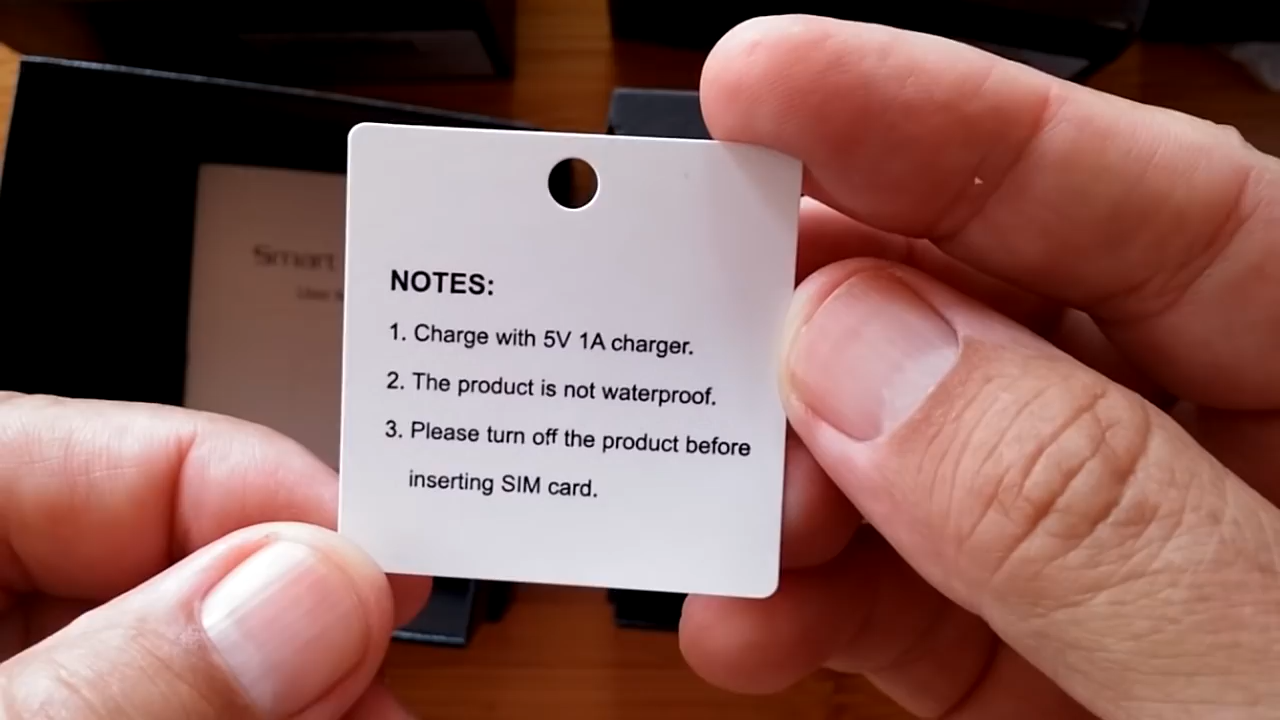 Smart
NOTES:
1. Charge with 5V 1A charger.
2. The product is not waterproof.
3. Please turn off the product before
inserting SIM card.